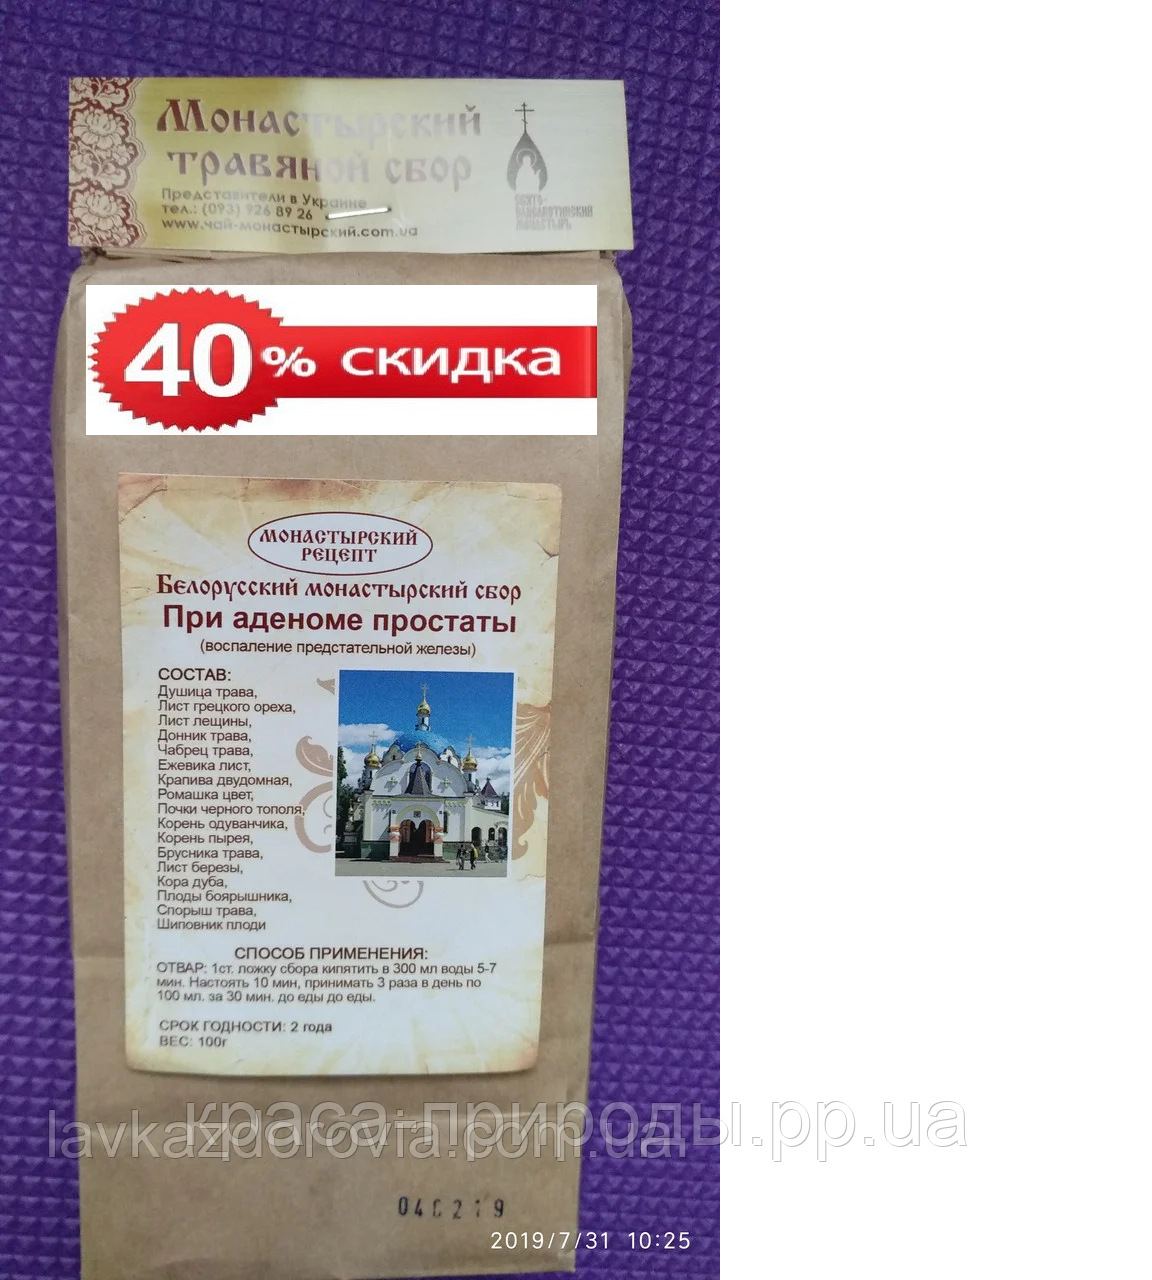 Монастырский
травяной сбор
Представители в Украине
тел.: (093) 926 89 26
www.чай-монастырский.com.ua
СВЯТО-
МОНАСТЫРЬ
40% скидка
МОНАСТЫРСКИЙ
РЕЦЕПТ
Белорусский монастырский сбор
При аденоме простаты
(воспаление предстательной железы)
СОСТАВ:
Душица трава,
Лист грецкого ореха,
Лист лещины,
Донник трава,
Чабрец трава,
Ежевика лист,
Крапива двудомная,
Ромашка цвет,
Почки черного тополя,
Корень одуванчика,
Корень пырея,
Брусника трава,
Лист березы,
Кора дуба,
Плоды боярышника,
Спорыш трава,
Шиповник плоди
СПОСОБ ПРИМЕНЕНИЯ:
ОТВАР: 1ст. ложку сбора кипятить в 300 мл воды 5-7
мин. Настоять 10 мин, принимать 3 раза в день по
100 мл. за 30 мин. до еды до еды.
СРОК ГОДНОСТИ: 2 года
ВЕС: 100г
краса-природы.pp.ua
lavkazdorovia.com.ua
2019/7/31 10:25